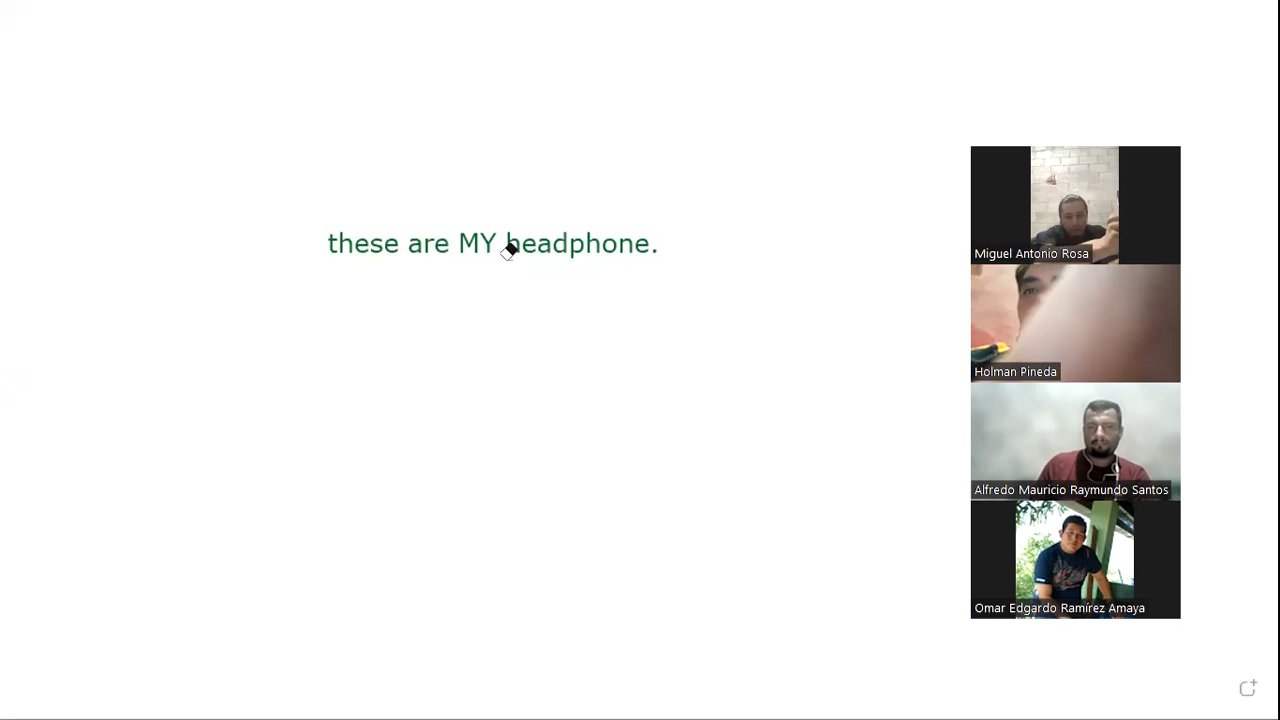 these are MY headphone.
Miguel Antonio Rosa
Holman Pineda
Alfredo Mauricio Raymundo Santos
Omar Edgardo Ramírez Amaya